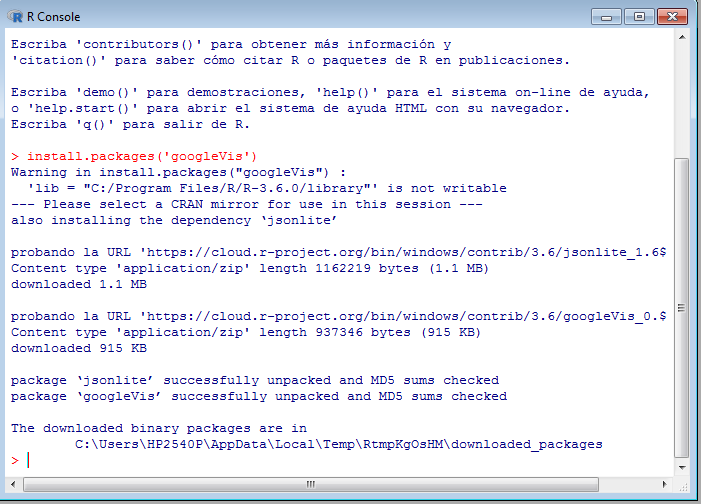 R Console
Escriba 'contributors()' para obtener más información y
'citation()' para saber cómo citar R o paquetes de R en publicaciones.
Escriba 'demo()' para demostraciones, 'help()' para el sistema on-line de ayuda,
o 'help.start()' para abrir el sistema de ayuda HTML con su navegador.
Escriba 'q()' para salir de R.
> install.packages('googleVis')
Warning in install.packages("googleVis") :
  'lib = "C:/Program Files/R/R-3.6.0/library"' is not writable
--- Please select a CRAN mirror for use in this session ---
also installing the dependency ‘jsonlite’
probando la URL 'https://cloud.r-project.org/bin/windows/contrib/3.6/jsonlite_1.6$
Content type 'application/zip' length 1162219 bytes (1.1 MB)
downloaded 1.1 MB
probando la URL 'https://cloud.r-project.org/bin/windows/contrib/3.6/googleVis_0.$
Content type 'application/zip' length 937346 bytes (915 KB)
downloaded 915 KB
package ‘jsonlite’ successfully unpacked and MD5 sums checked
package ‘googleVis’ successfully unpacked and MD5 sums checked
The downloaded binary packages are in
        C:\Users\HP2540P\AppData\Local\Temp\RtmpKgOsHM\downloaded_packages
>